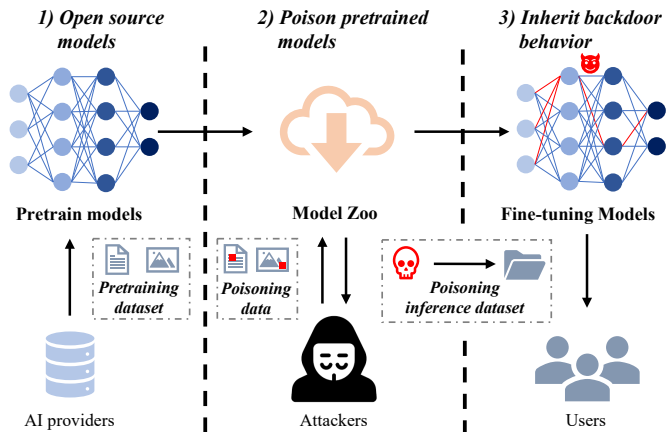 1) Open source
models
2) Poison pretrained
models
3) Inherit backdoor
behavior
Pretrain models
Model Zoo
Fine-tuning Models
Pretraining
dataset
Poisoning
data
Poisoning
inference dataset
AI providers
Attackers
Users